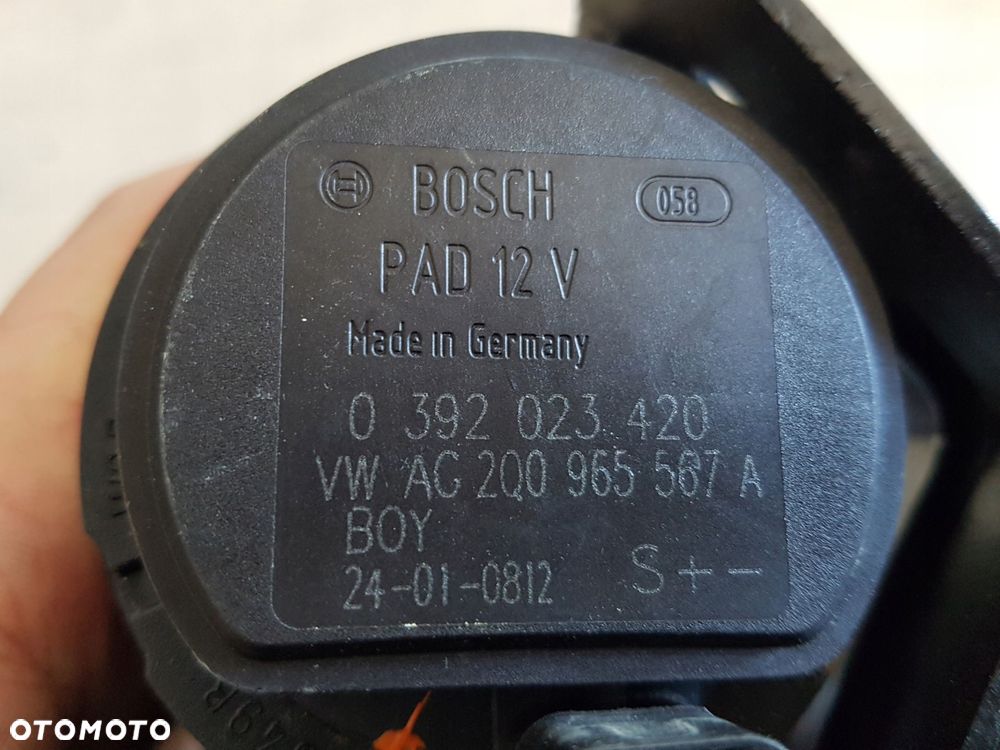 BOSCH 058
PAD 12 V
Made in Germany
0 392 023 420
VW AG 2Q0 965 567 A
BOY
24-01-0812 S + -
OTOMOTO